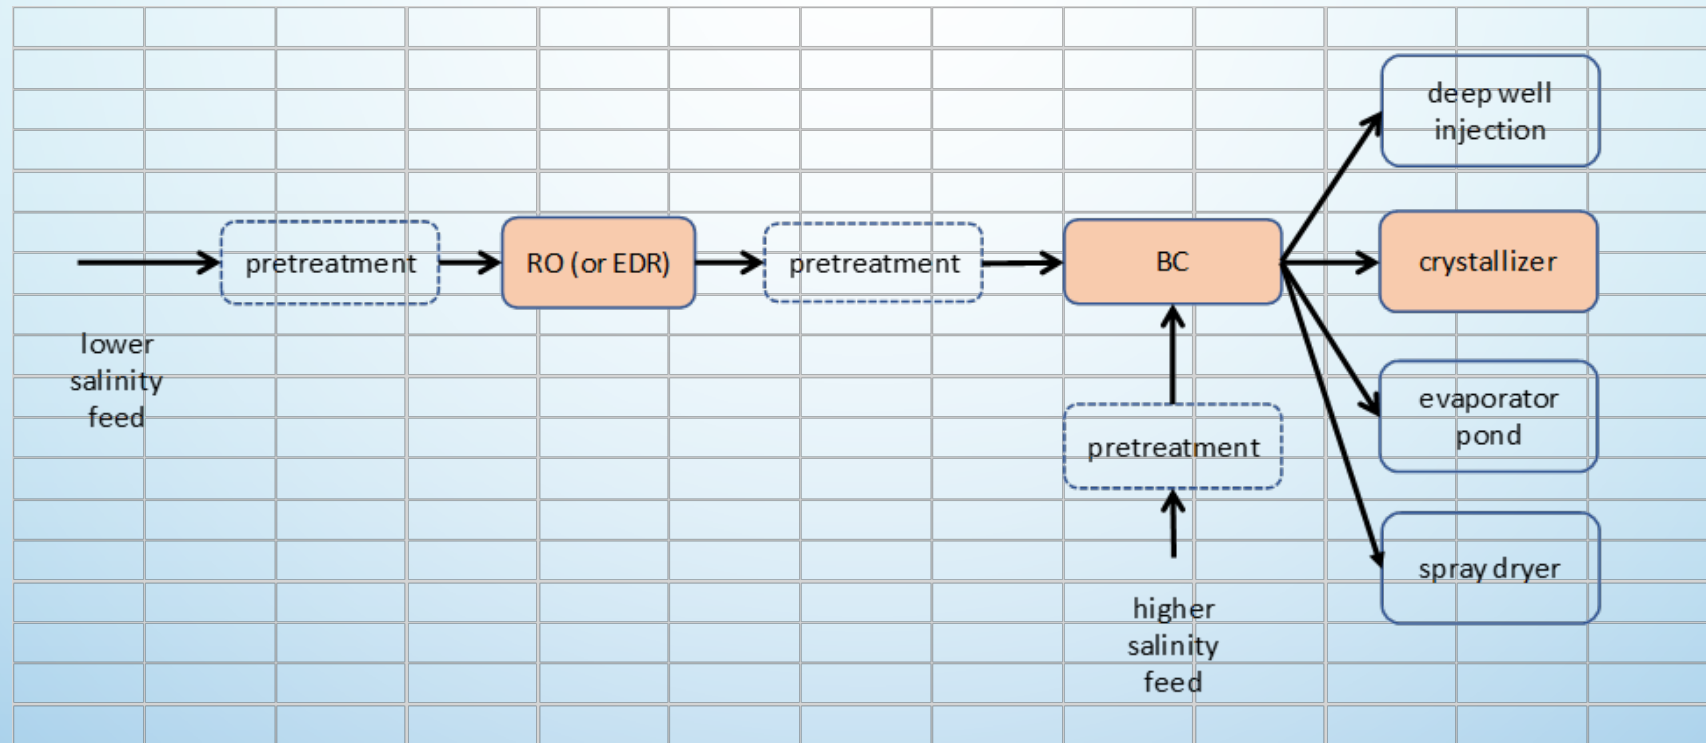 deep well
injection
pretreatment
RO (or EDR)
pretreatment
BC
crystallizer
lower
salinity
feed
evaporator
pond
pretreatment
spray dryer
higher
salinity
feed